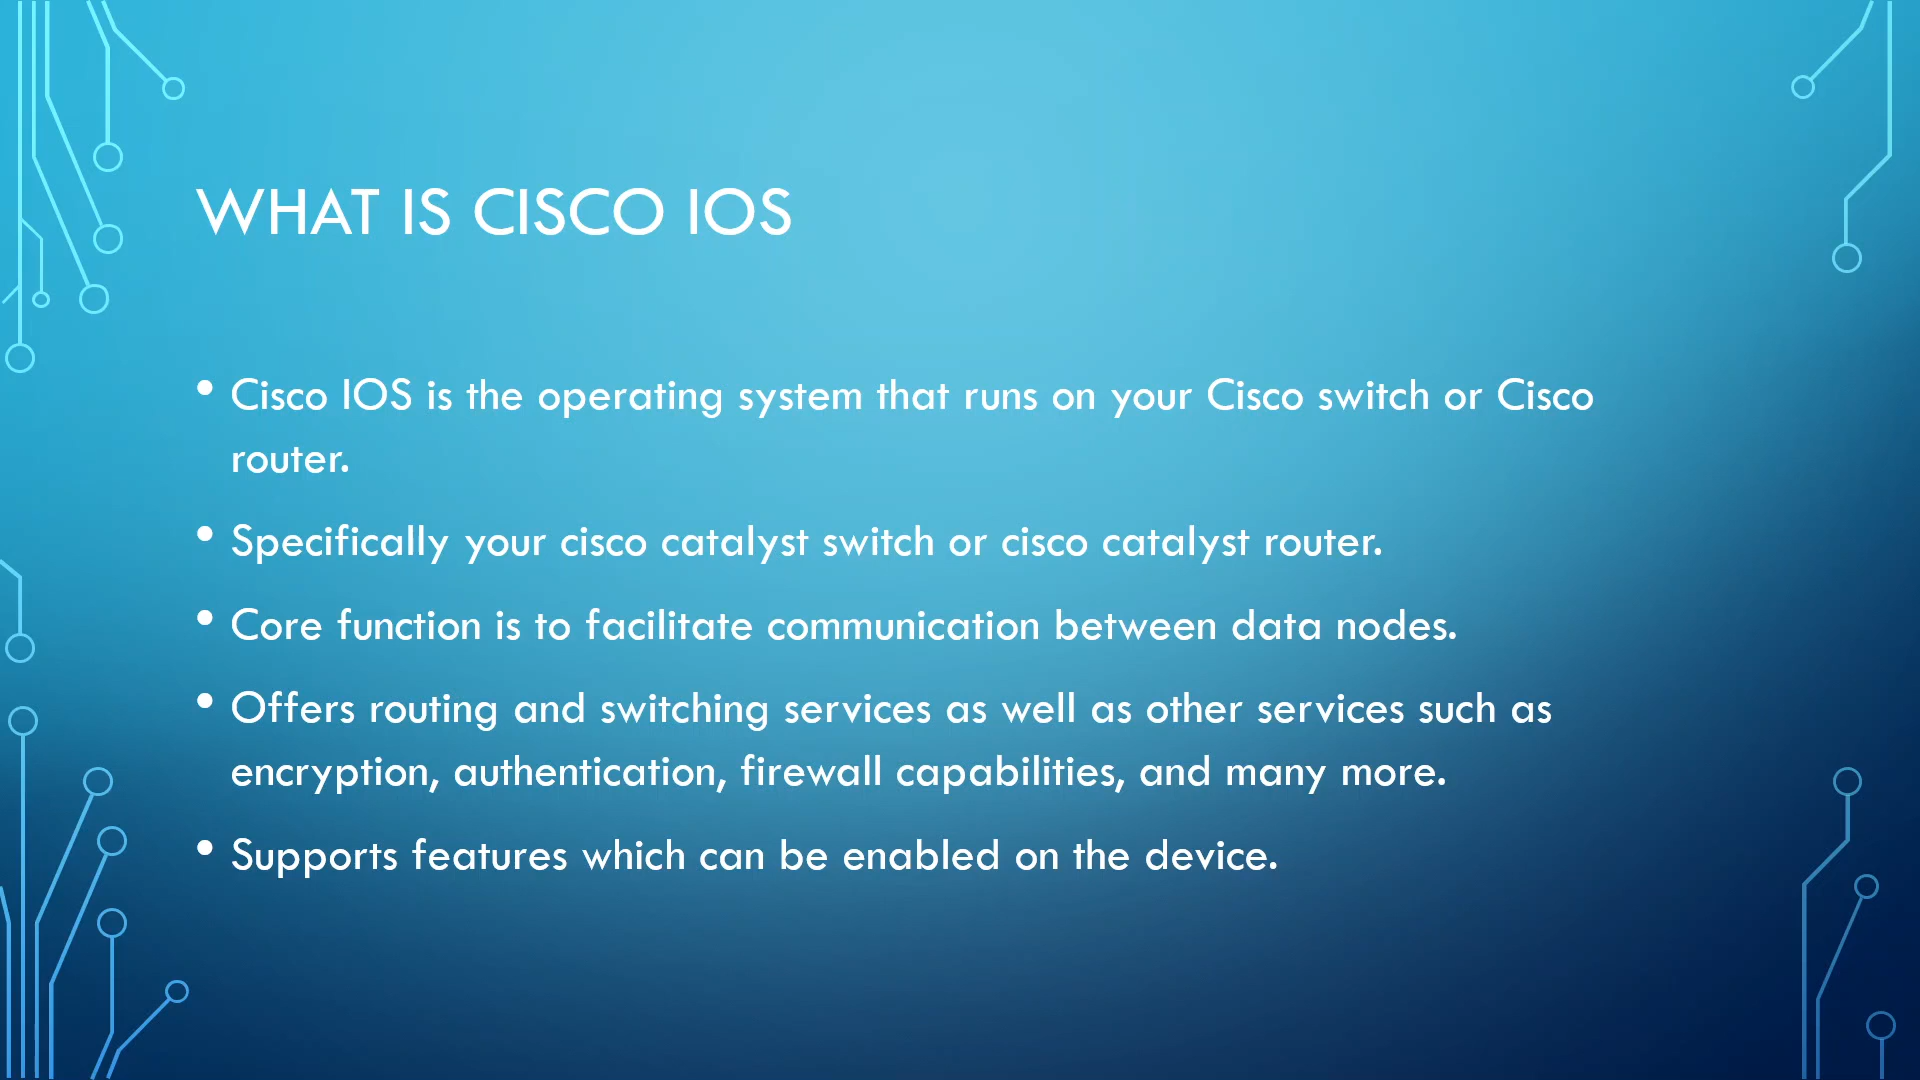 WHAT IS CISCO IOS
• Cisco IOS is the operating system that runs on your Cisco switch or Cisco
router.
• Specifically your cisco catalyst switch or cisco catalyst router.
• Core function is to facilitate communication between data nodes.
• Offers routing and switching services as well as other services such as
encryption, authentication, firewall capabilities, and many more.
• Supports features which can be enabled on the device.